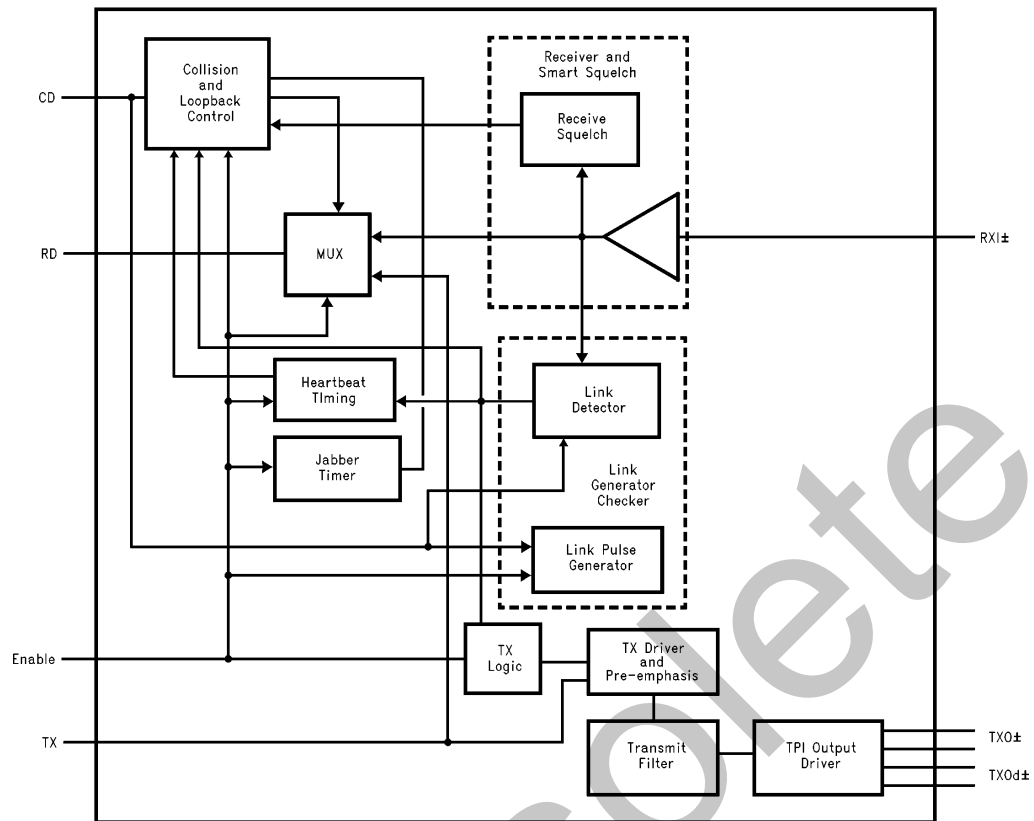 Collision
and
Loopback
Control
Receiver and
Smart Squelch
Receive
Squelch
CD
RD
MUX
RXI±
Heartbeat
TIming
Jabber
Timer
Link
Detector
Link
Generator
Checker
Link Pulse
Generator
Enable
TX
Logic
TX Driver
and
Pre-emphasis
TX
Transmit
Filter
TPI Output
Driver
TXO±
TXOd±
solete